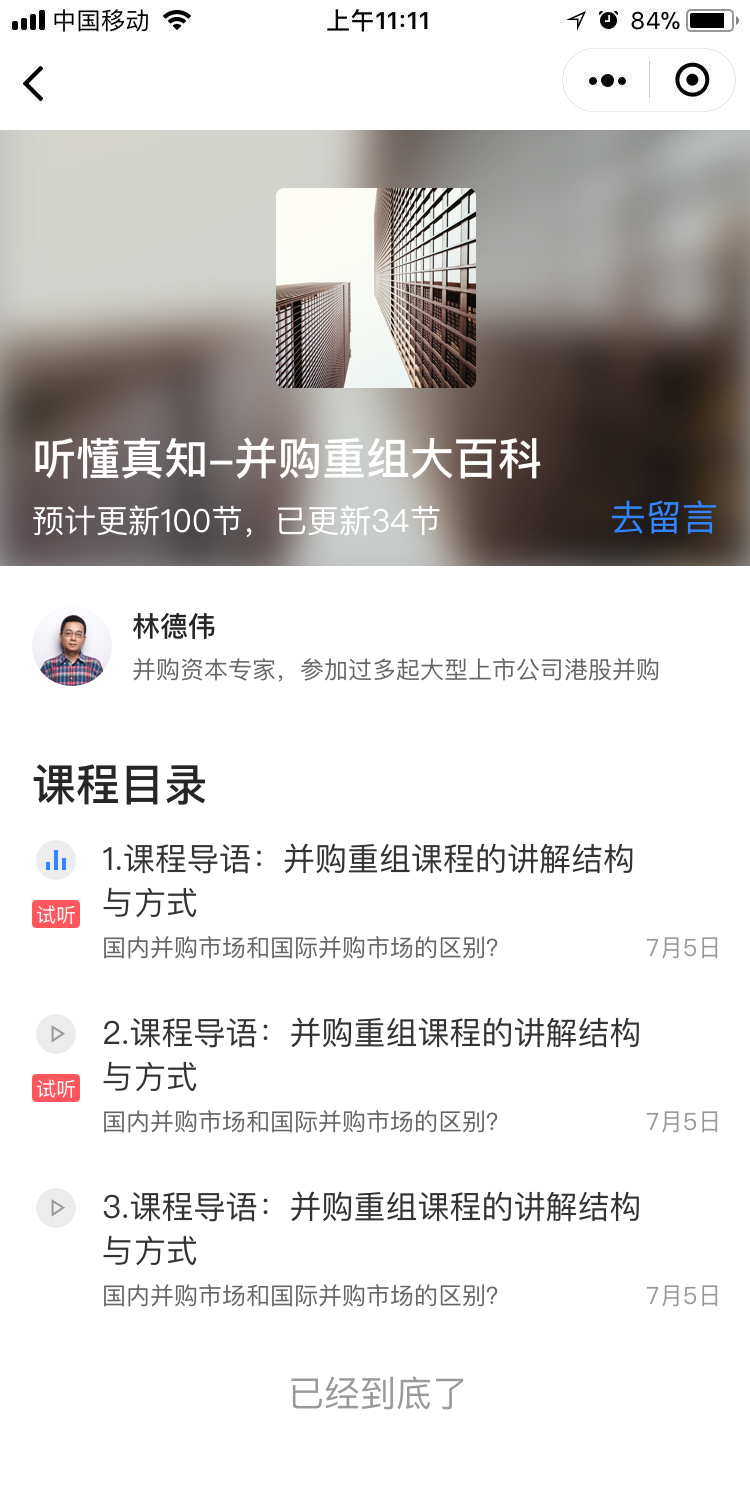 中国移动 上午11:11 84%
听懂真知-并购重组大百科
预计更新100节，已更新34节 去留言
林德伟
并购资本专家，参加过多起大型上市公司港股并购
课程目录
1.课程导语：并购重组课程的讲解结构
与方式
试听
国内并购市场和国际并购市场的区别? 7月5日
2.课程导语：并购重组课程的讲解结构
与方式
试听
国内并购市场和国际并购市场的区别? 7月5日
3.课程导语：并购重组课程的讲解结构
与方式
国内并购市场和国际并购市场的区别? 7月5日
已经到底了